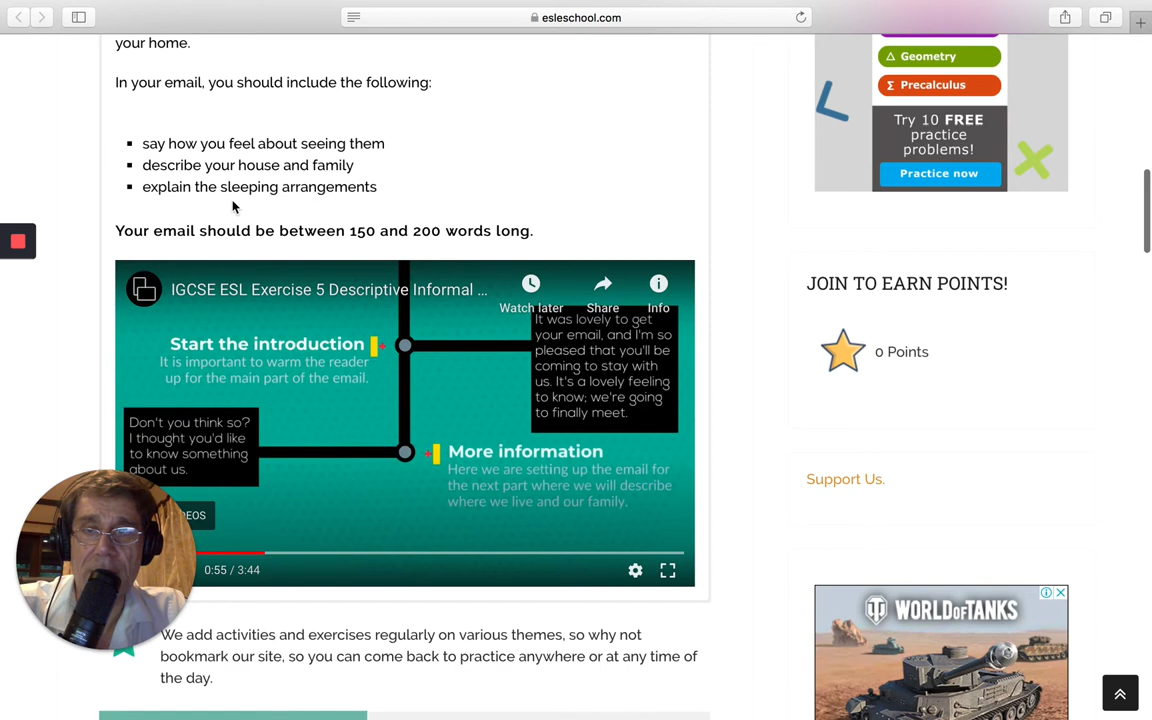 esleschool.com
your home.
In your email, you should include the following:
say how you feel about seeing them
describe your house and family
explain the sleeping arrangements
Your email should be between 150 and 200 words long.
IGCSE ESL Exercise 5 Descriptive Informal ...
Watch later
Share
Info
Start the introduction
It is important to warm the reader
up for the main part of the email.
It was lovely to get
your email, and I'm so
pleased that you'll be
coming to stay with
us. It's a lovely feeling
to know; we're going
to finally meet.
Don't you think so?
I thought you'd like
to know something
about us.
More information
Here we are setting up the email for
the next part where we will describe
where we live and our family.
0:55 / 3:44
We add activities and exercises regularly on various themes, so why not
bookmark our site, so you can come back to practice anywhere or at any time of
the day.
Geometry
Σ Precalculus
Try 10 FREE
practice
problems!
Practice now
JOIN TO EARN POINTS!
0 Points
Support Us.
WORLD OF TANKS